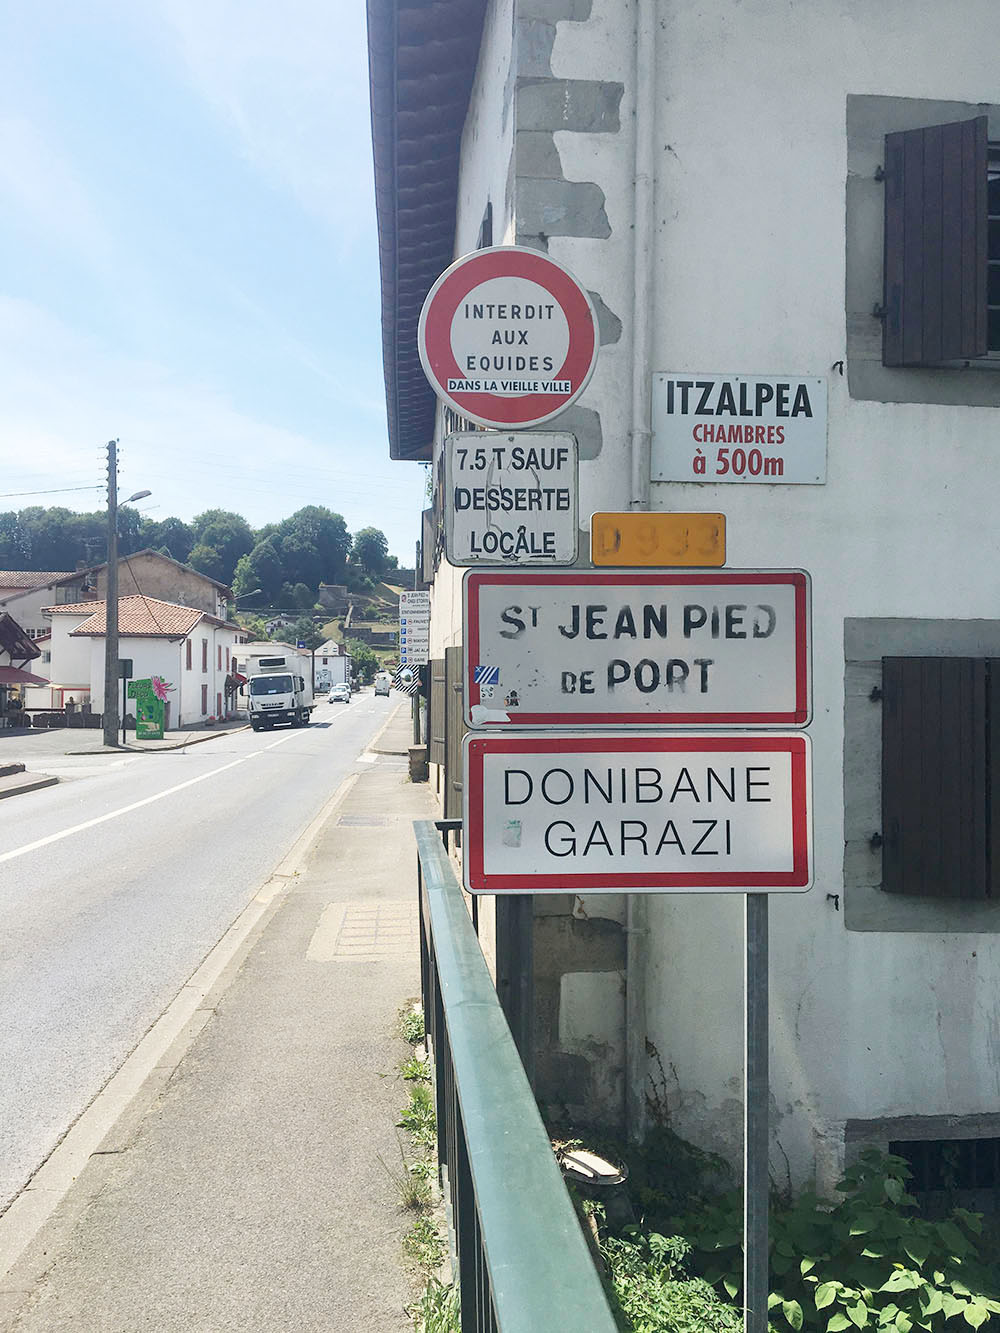 INTERDIT
AUX
EQUIDES
DANS LA VIEILLE VILLE
7.5 T SAUF
DESSERTE
LOCÂLE
ITZALPEA
CHAMBRES
à 500m
D 933
ST JEAN PIED
DE PORT
DONIBANE
GARAZI